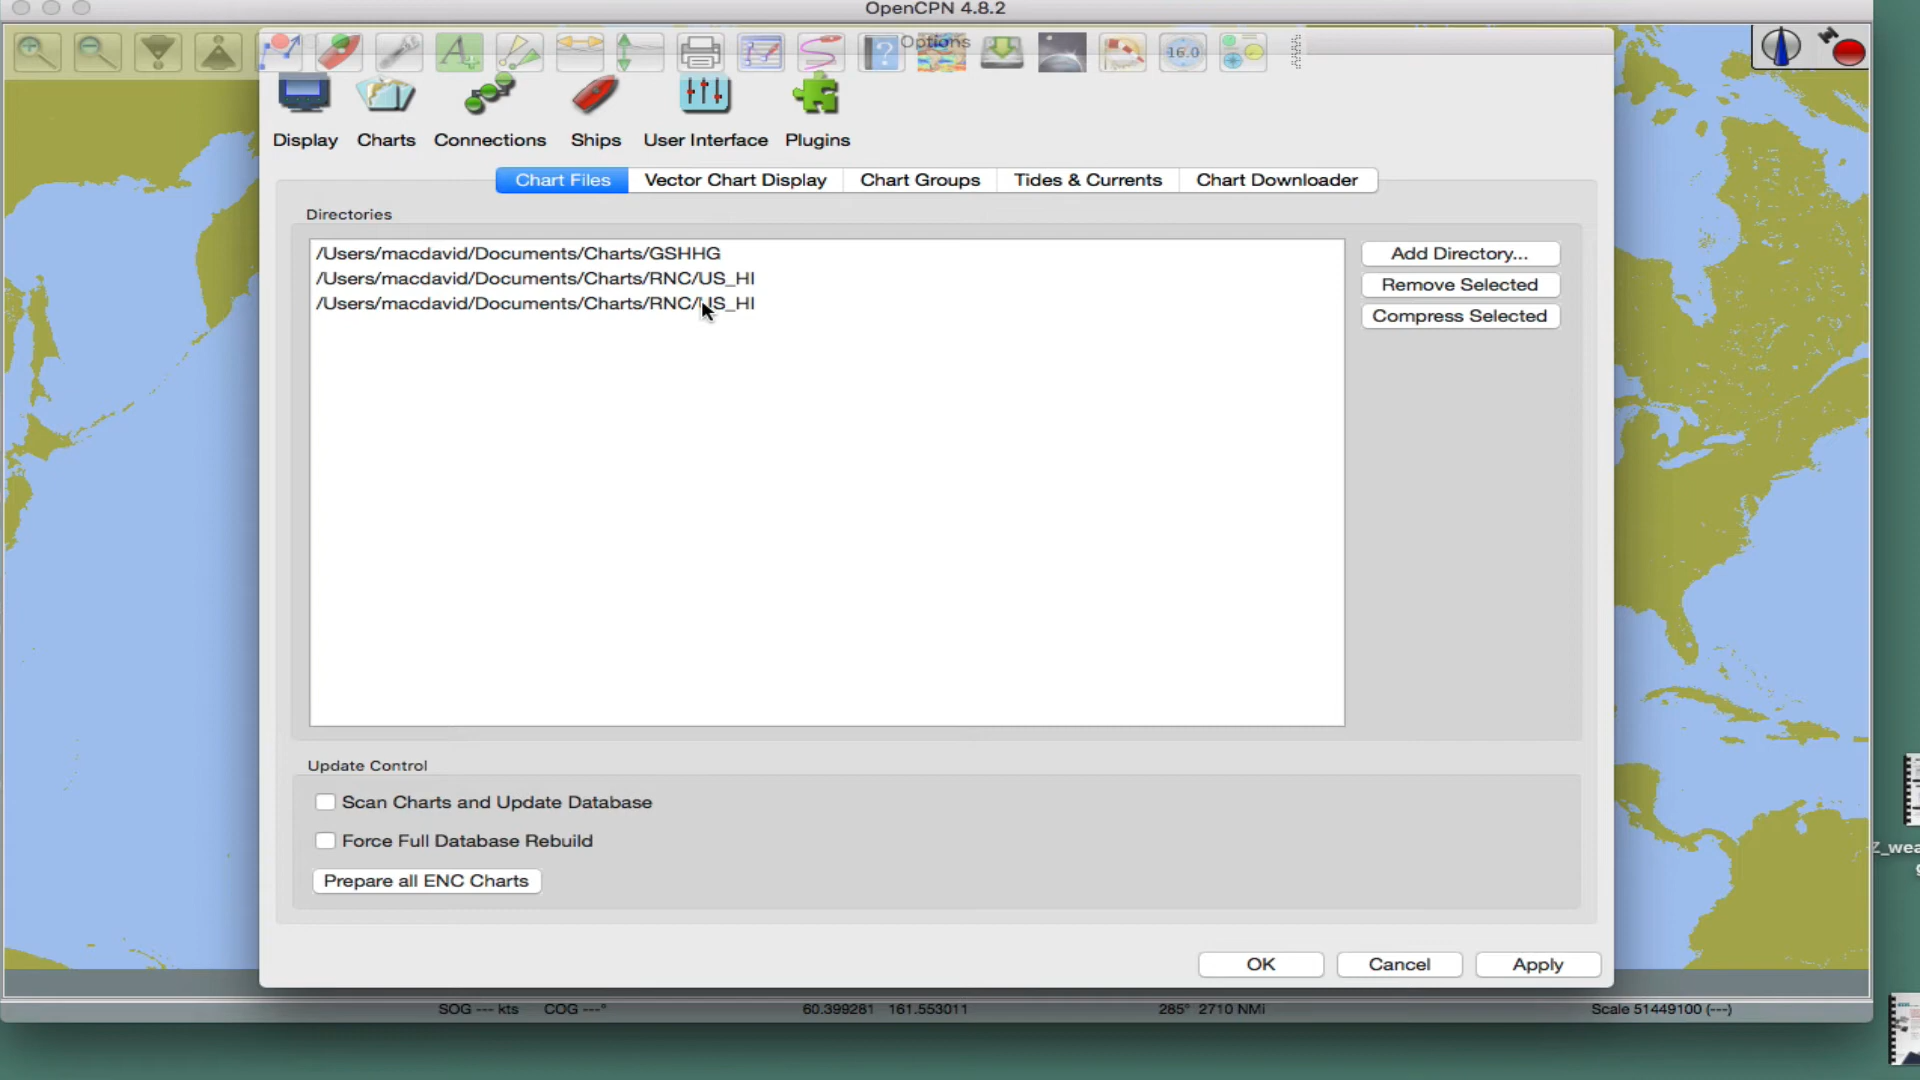 OpenCPN 4.8.2
Options
16.0
Display Charts Connections Ships User Interface Plugins
Chart Files Vector Chart Display Chart Groups Tides & Currents Chart Downloader
Directories
/Users/macdavid/Documents/Charts/GSHHG
/Users/macdavid/Documents/Charts/RNC/US_HI
/Users/macdavid/Documents/Charts/RNC/US_HI
Add Directory...
Remove Selected
Compress Selected
Update Control
Scan Charts and Update Database
Force Full Database Rebuild
Prepare all ENC Charts
Z_wea
OK Cancel Apply
SOG --- kts COG ---° 60.399281 161.553011 285° 2710 NMi Scale 51449100 (---)